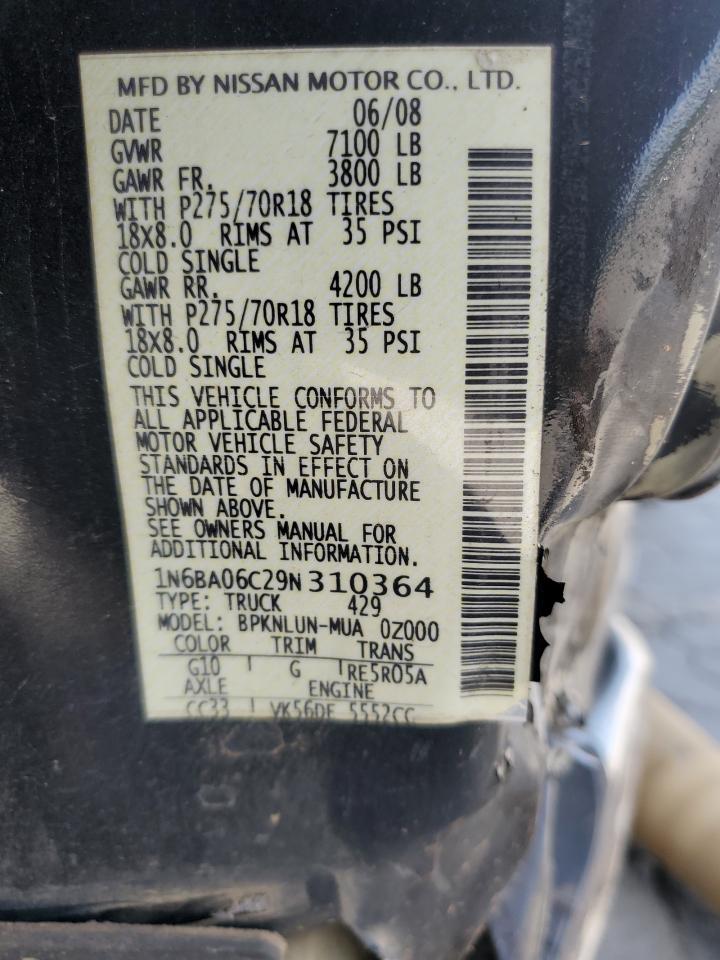 MFD BY NISSAN MOTOR CO., LTD.
DATE 06/08
GVWR 7100 LB
GAWR FR. 3800 LB
WITH P275/70R18 TIRES
18X8.0 RIMS AT 35 PSI
COLD SINGLE
GAWR RR. 4200 LB
WITH P275/70R18 TIRES
18X8.0 RIMS AT 35 PSI
COLD SINGLE
THIS VEHICLE CONFORMS TO
ALL APPLICABLE FEDERAL
MOTOR VEHICLE SAFETY
STANDARDS IN EFFECT ON
THE DATE OF MANUFACTURE
SHOWN ABOVE.
SEE OWNERS MANUAL FOR
ADDITIONAL INFORMATION.
1N6BA06C29N310364
TYPE: TRUCK 429
MODEL: BPKNLUN-MUA 0Z000
COLOR TRIM TRANS
G10 G RE5R05A
AXLE ENGINE
CC33 VK56DE 5552CC